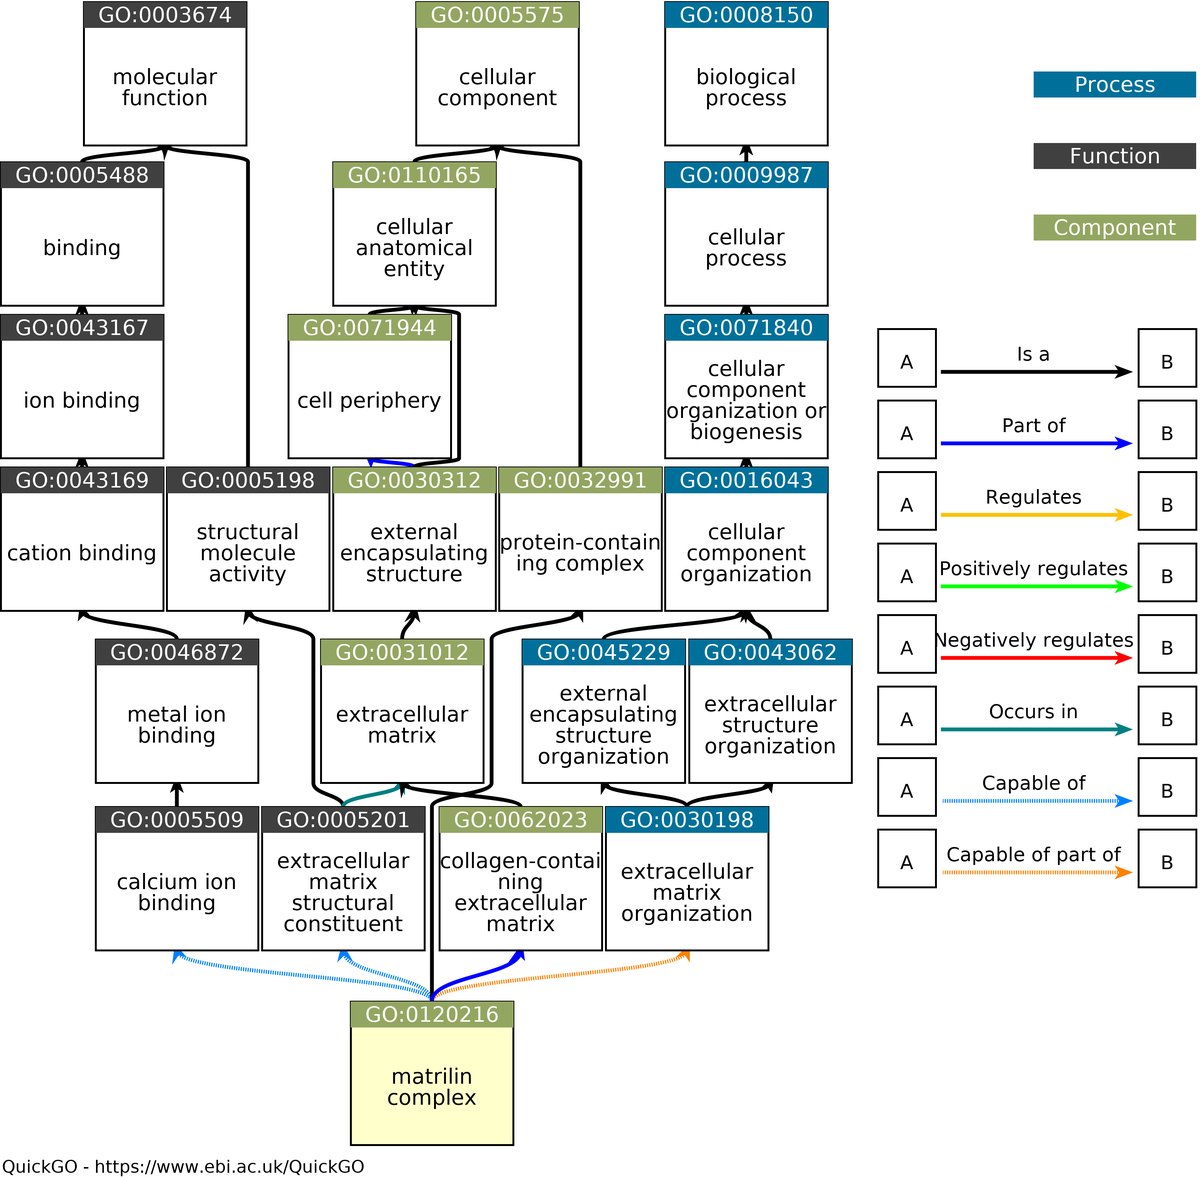 GO:0003674
molecular
function
GO:0005575
cellular
component
GO:0008150
biological
process
Process
Function
Component
GO:0005488
binding
GO:0110165
cellular
anatomical
entity
GO:0009987
cellular
process
GO:0043167
ion binding
GO:0071944
cell periphery
GO:0071840
cellular
component
organization or
biogenesis
GO:0043169
cation binding
GO:0005198
structural
molecule
activity
GO:0030312
external
encapsulating
structure
GO:0032991
protein-contain
ing complex
GO:0016043
cellular
component
organization
GO:0046872
metal ion
binding
GO:0031012
extracellular
matrix
GO:0045229
external
encapsulating
structure
organization
GO:0043062
extracellular
structure
organization
GO:0005509
calcium ion
binding
GO:0005201
extracellular
matrix
structural
constituent
GO:0062023
collagen-contai
ning
extracellular
matrix
GO:0030198
extracellular
matrix
organization
GO:0120216
matrilin
complex
A Is a B
A Part of B
A Regulates B
A Positively regulates B
A Negatively regulates B
A Occurs in B
A Capable of B
A Capable of part of B
QuickGO - https://www.ebi.ac.uk/QuickGO